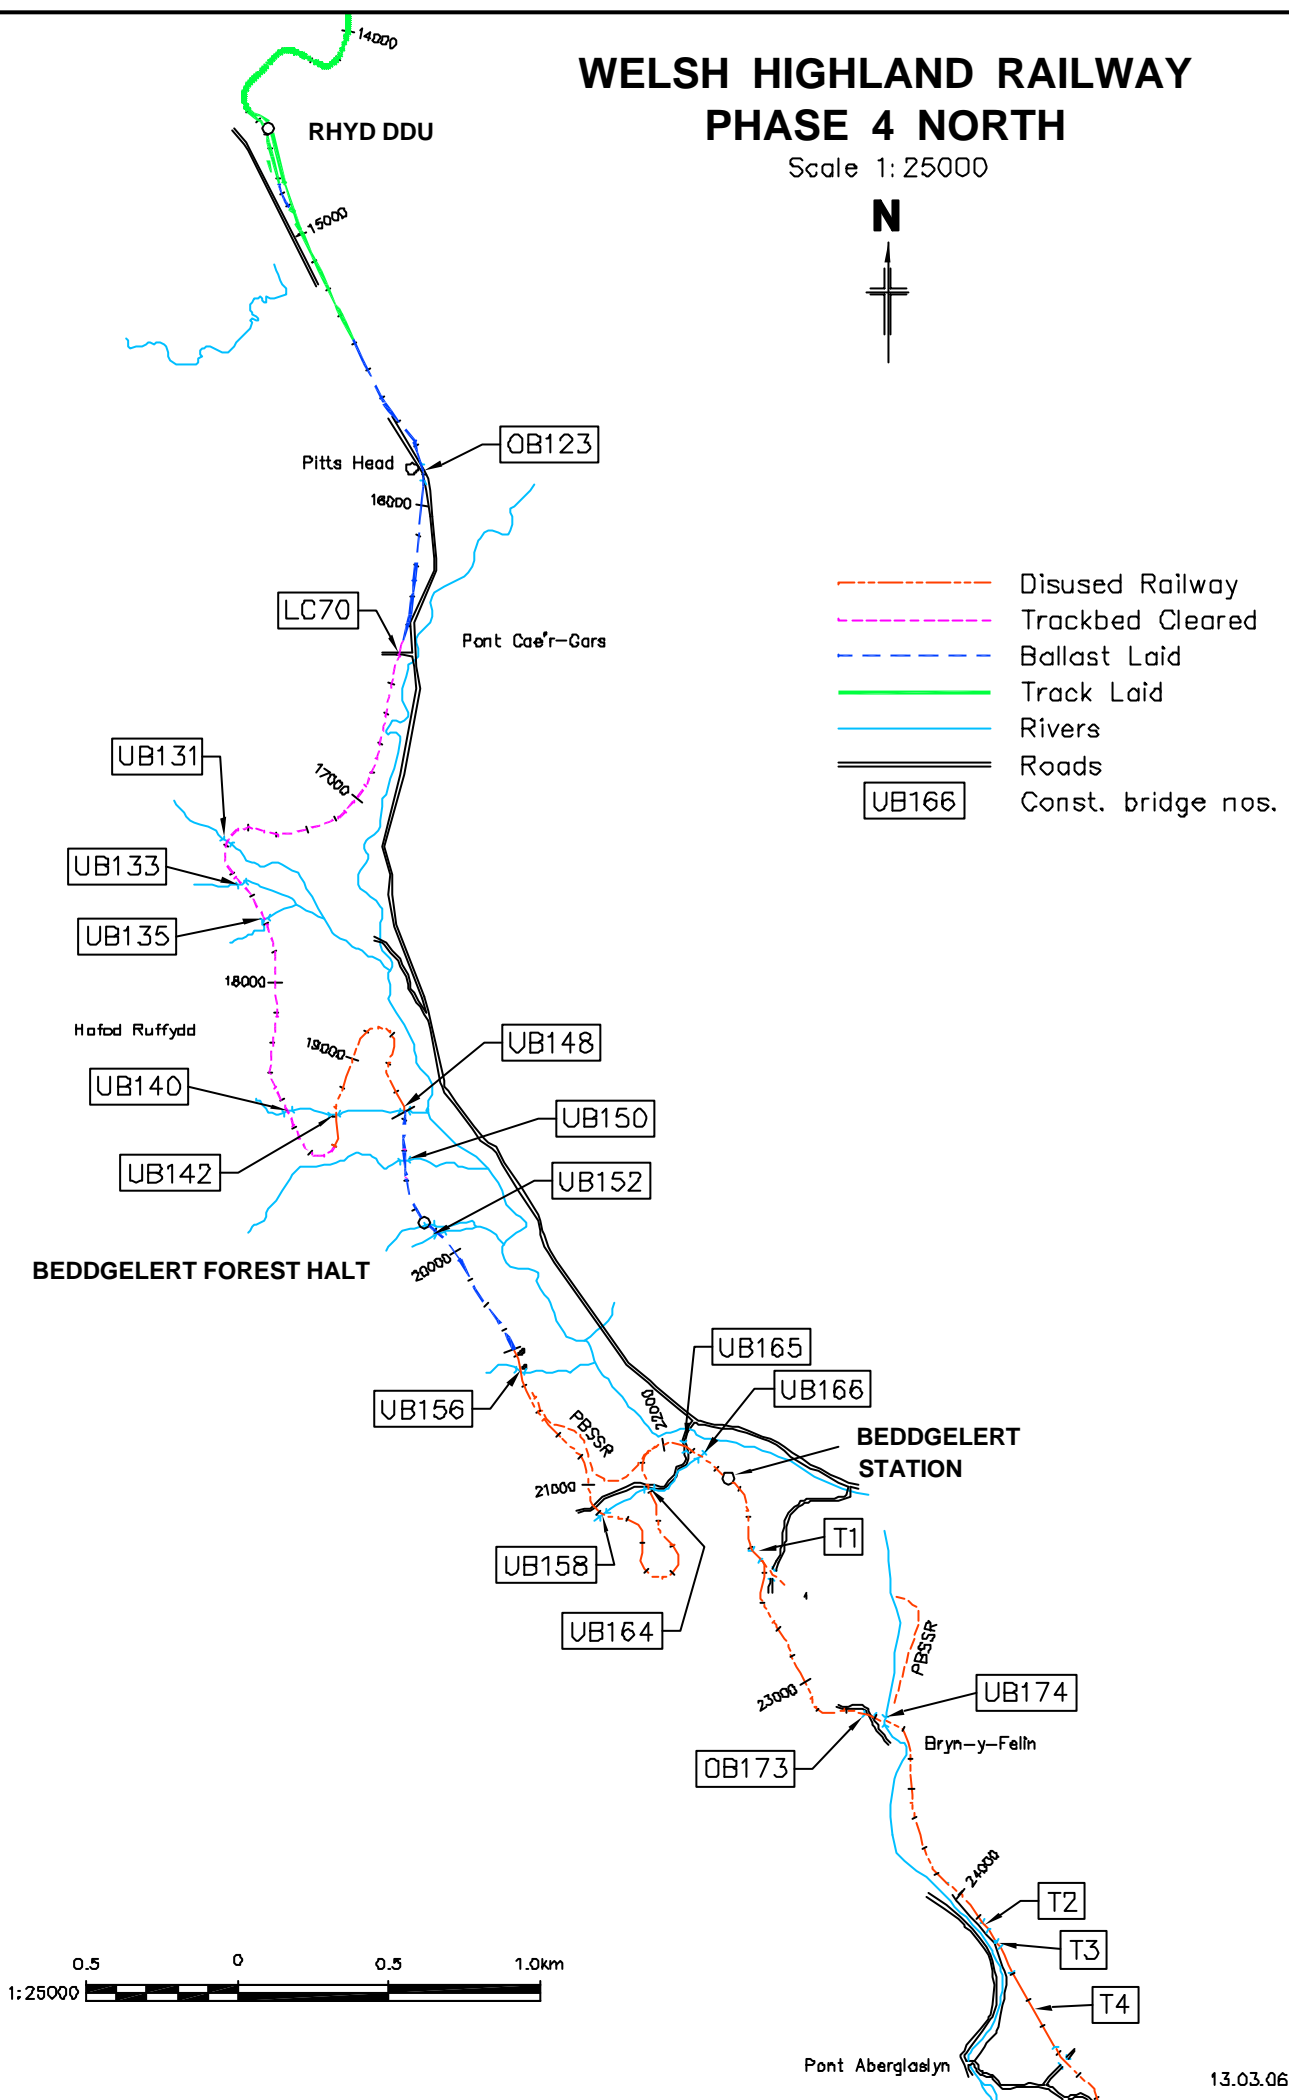 14000
WELSH HIGHLAND RAILWAY
PHASE 4 NORTH
RHYD DDU
Scale 1:25000
N
15000
OB123
Pitts Head
16000
Disused Railway
LC70
Trackbed Cleared
Pont Cae'r-Gors
Ballast Laid
Track Laid
Rivers
UB131
Roads
17000
UB166
Const. bridge nos.
UB133
UB135
18000
Hafod Ruffydd
19000
UB148
UB140
UB150
UB142
UB152
BEDDGELERT FOREST HALT
20000
UB165
UB166
UB156
22000
PBSSR
BEDDGELERT
STATION
21000
T1
UB158
UB164
PBSSR
23000
UB174
Bryn-y-Felin
OB173
24000
T2
T3
0.5
0
0.5
1.0km
1:25000
T4
Pont Aberglaslyn
13.03.06